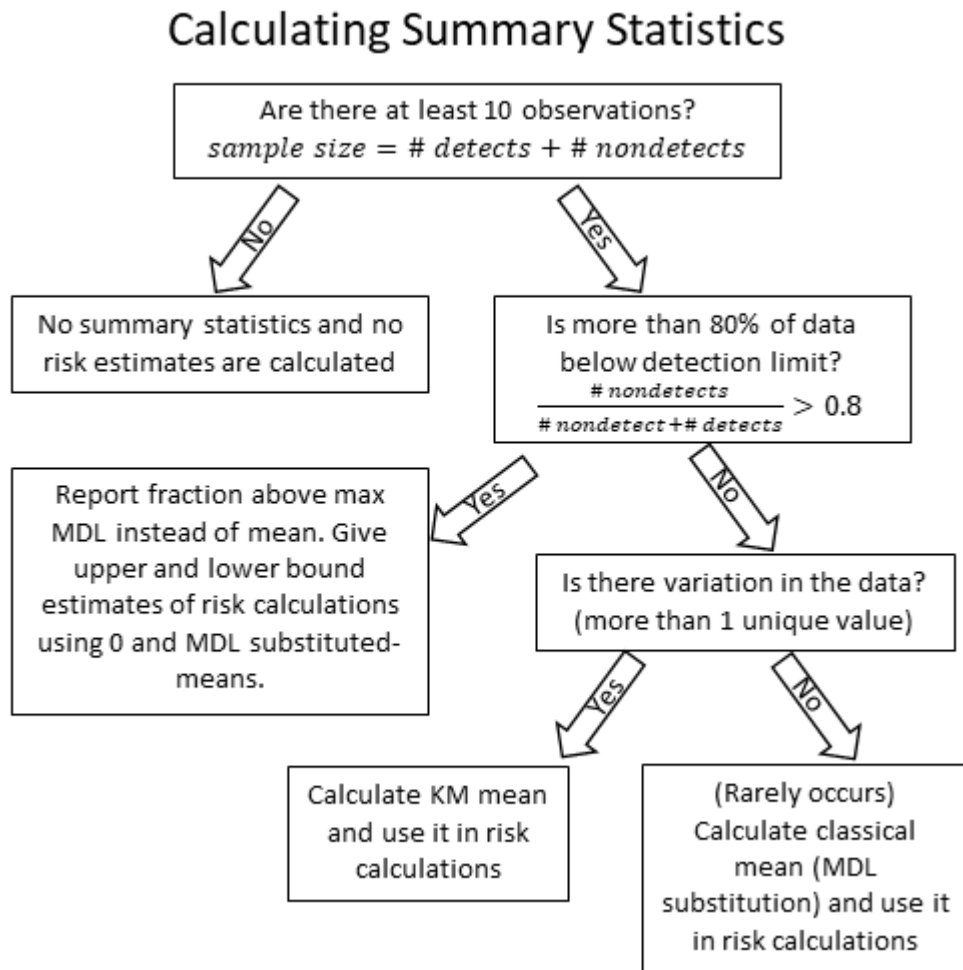 Calculating Summary Statistics
Are there at least 10 observations?
sample size = # detects + # nondetects
No
Yes
No summary statistics and no
risk estimates are calculated
Is more than 80% of data
below detection limit?
# nondetects
# nondetect+# detects
> 0.8
Yes
No
Report fraction above max
MDL instead of mean. Give
upper and lower bound
estimates of risk calculations
using 0 and MDL substituted-
means.
Is there variation in the data?
(more than 1 unique value)
Yes
No
Calculate KM mean
and use it in risk
calculations
(Rarely occurs)
Calculate classical
mean (MDL
substitution) and use it
in risk calculations